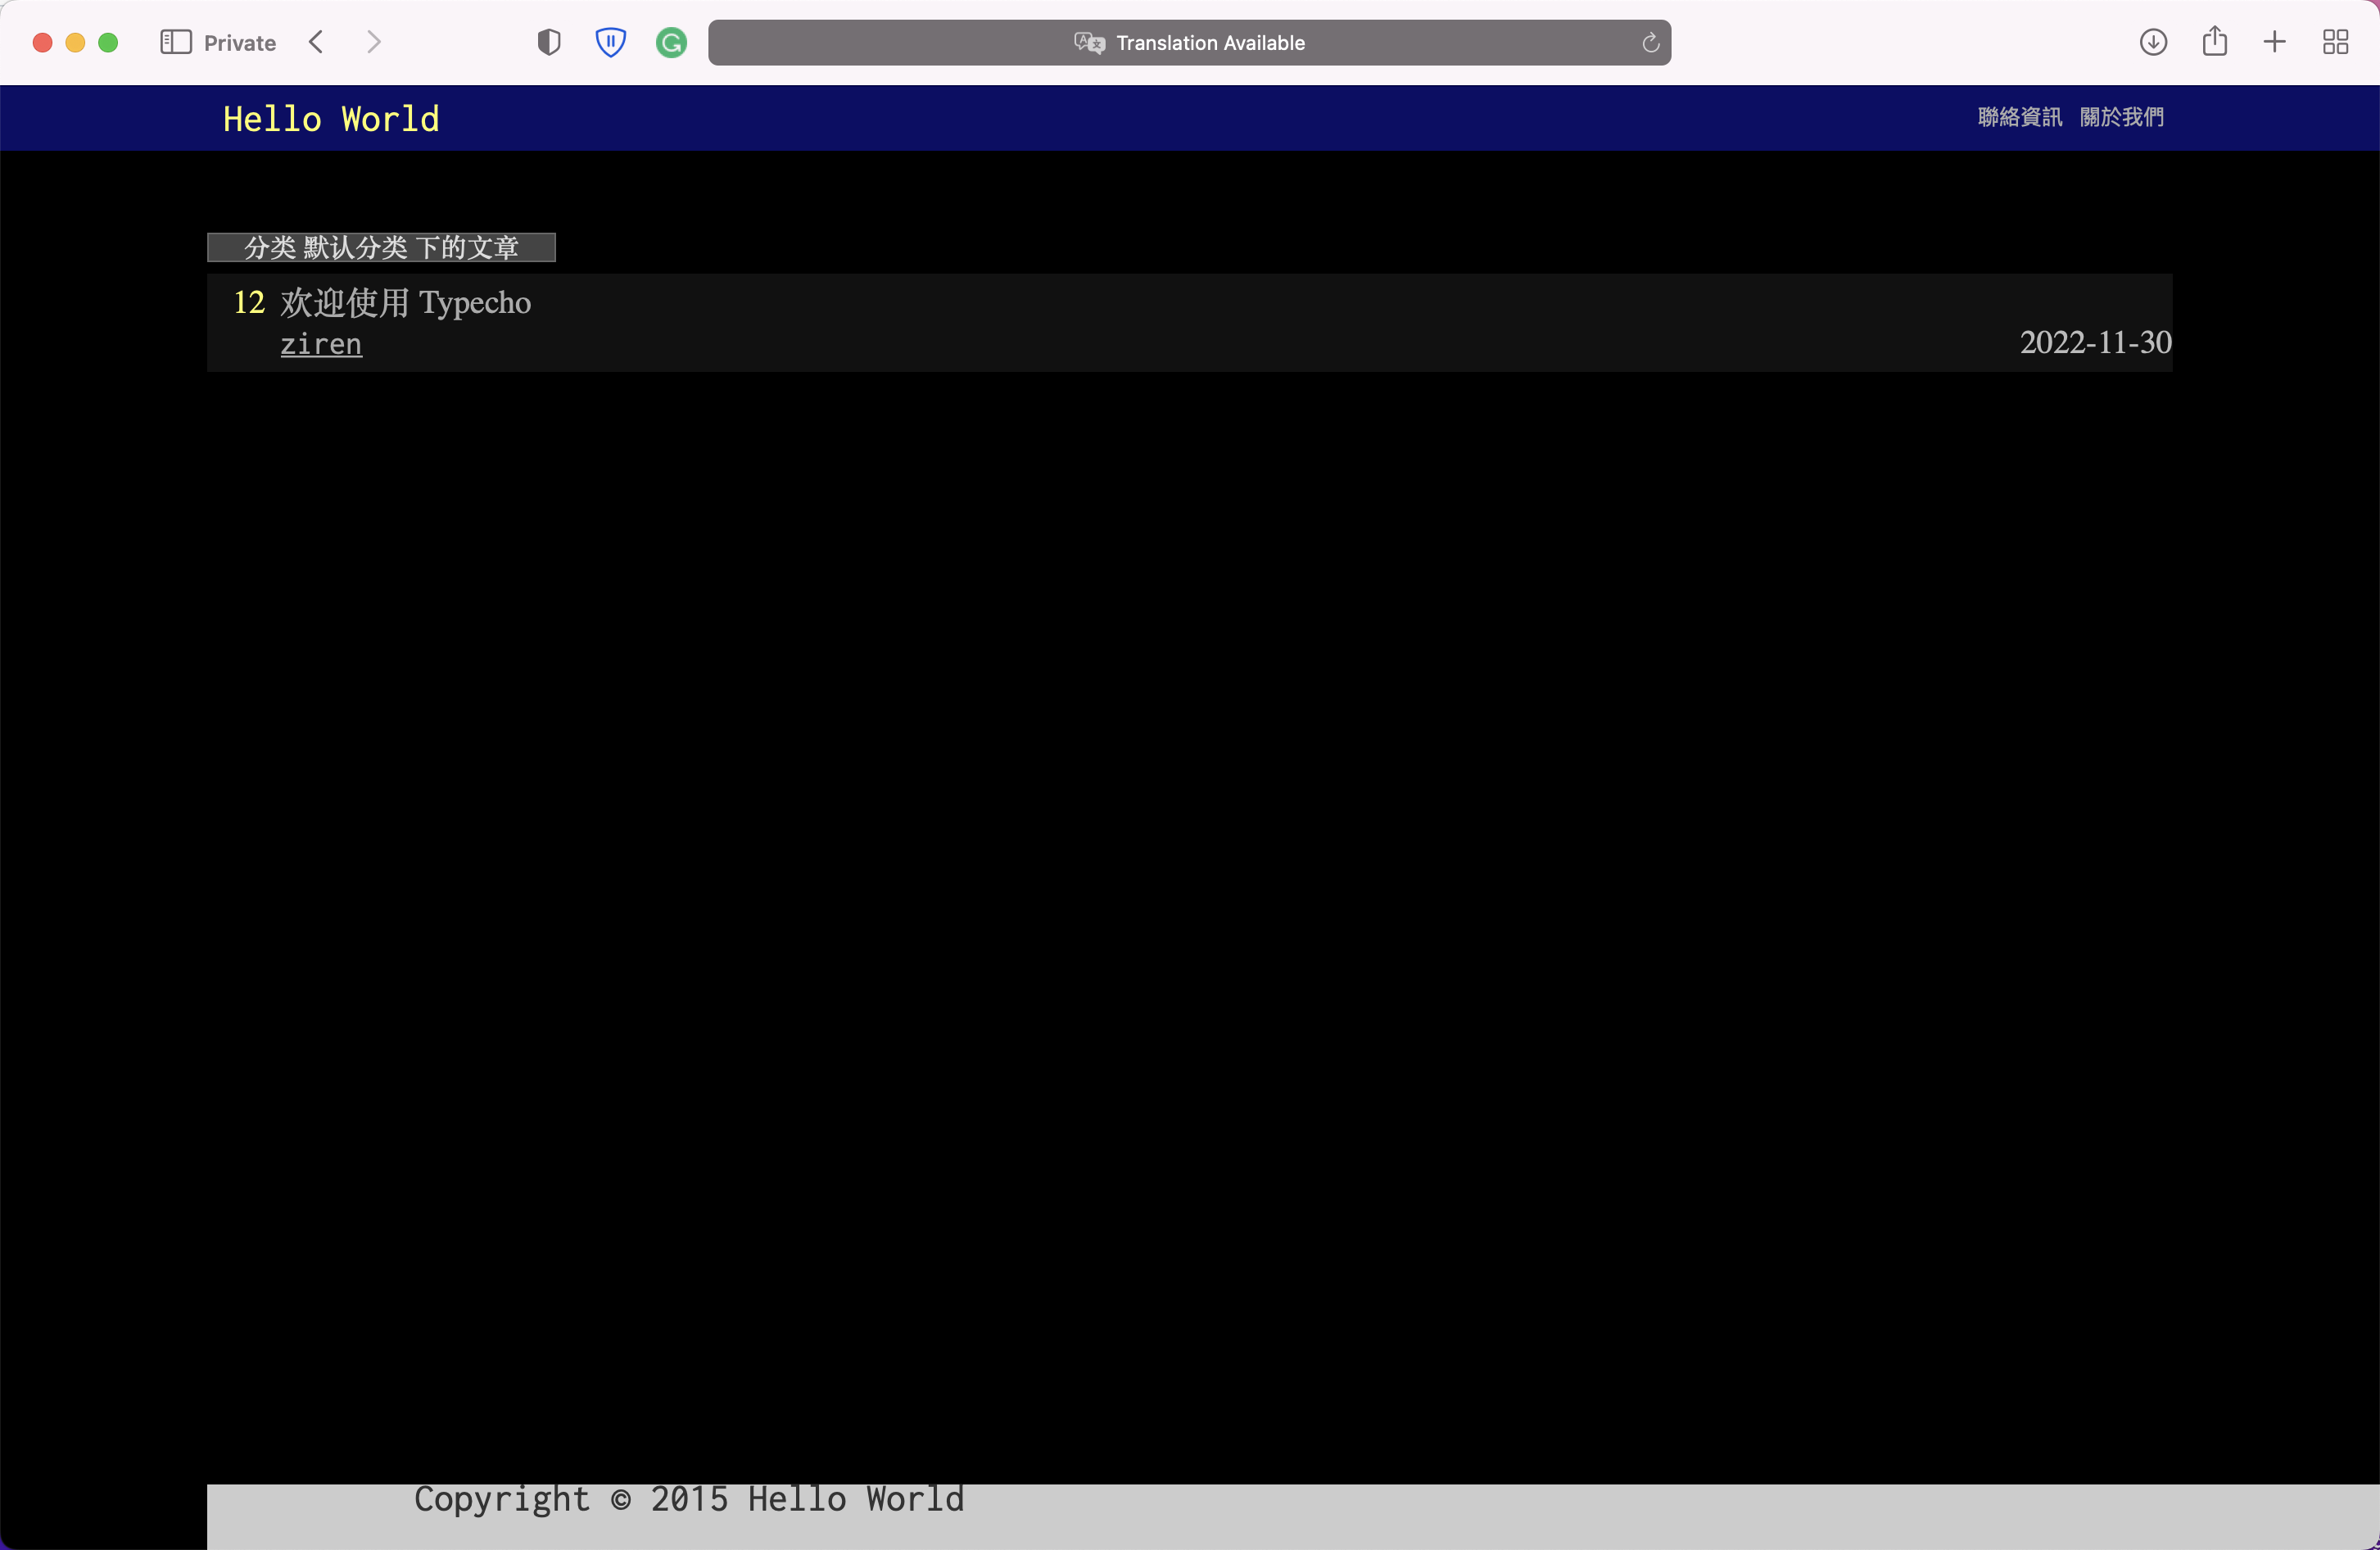 Private
Translation Available
Hello World
聯絡資訊 關於我們
分类 默认分类 下的文章
12 欢迎使用 Typecho
ziren 2022-11-30
Copyright © 2015 Hello World